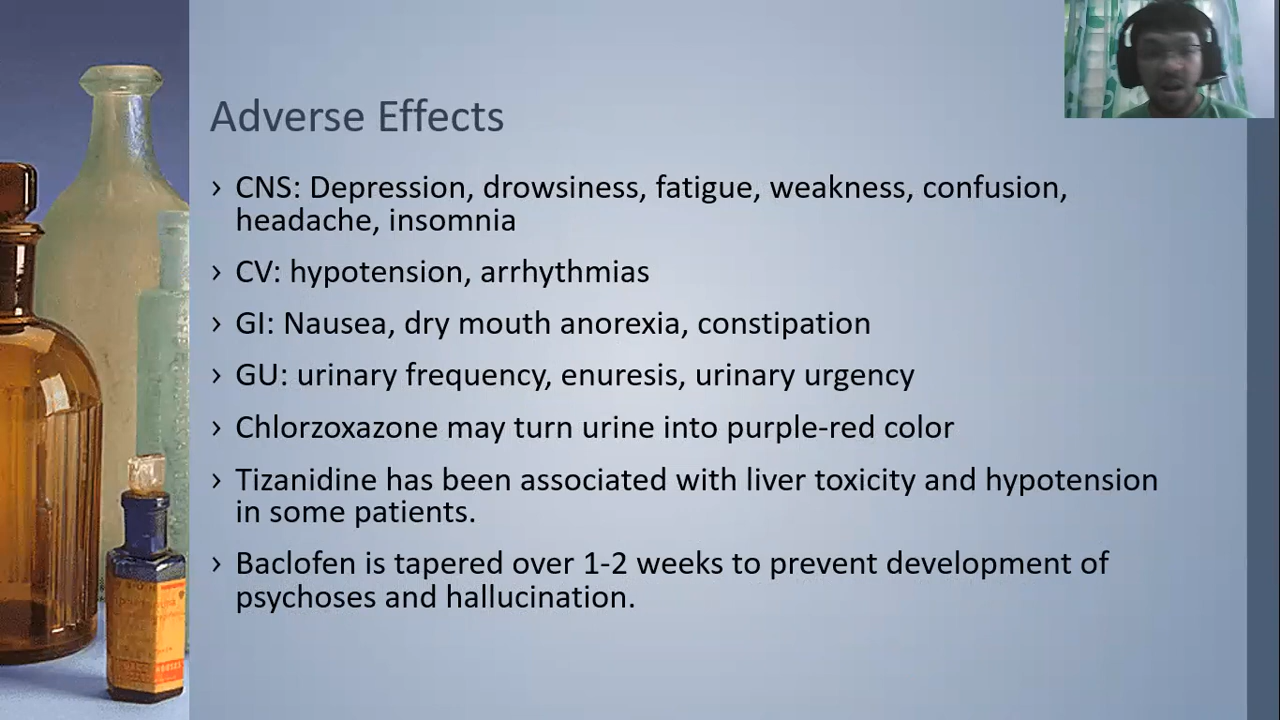 Adverse Effects
› CNS: Depression, drowsiness, fatigue, weakness, confusion,
headache, insomnia
› CV: hypotension, arrhythmias
› GI: Nausea, dry mouth anorexia, constipation
› GU: urinary frequency, enuresis, urinary urgency
› Chlorzoxazone may turn urine into purple-red color
› Tizanidine has been associated with liver toxicity and hypotension
in some patients.
› Baclofen is tapered over 1-2 weeks to prevent development of
psychoses and hallucination.